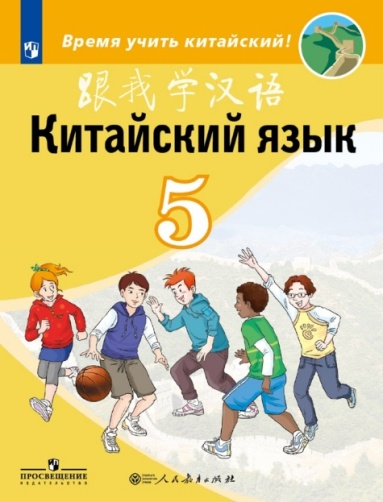 Время учить китайский!
跟我学汉语
Китайский язык
5
ПРОСВЕЩЕНИЕ
ИЗДАТЕЛЬСТВО
人民教育出版社